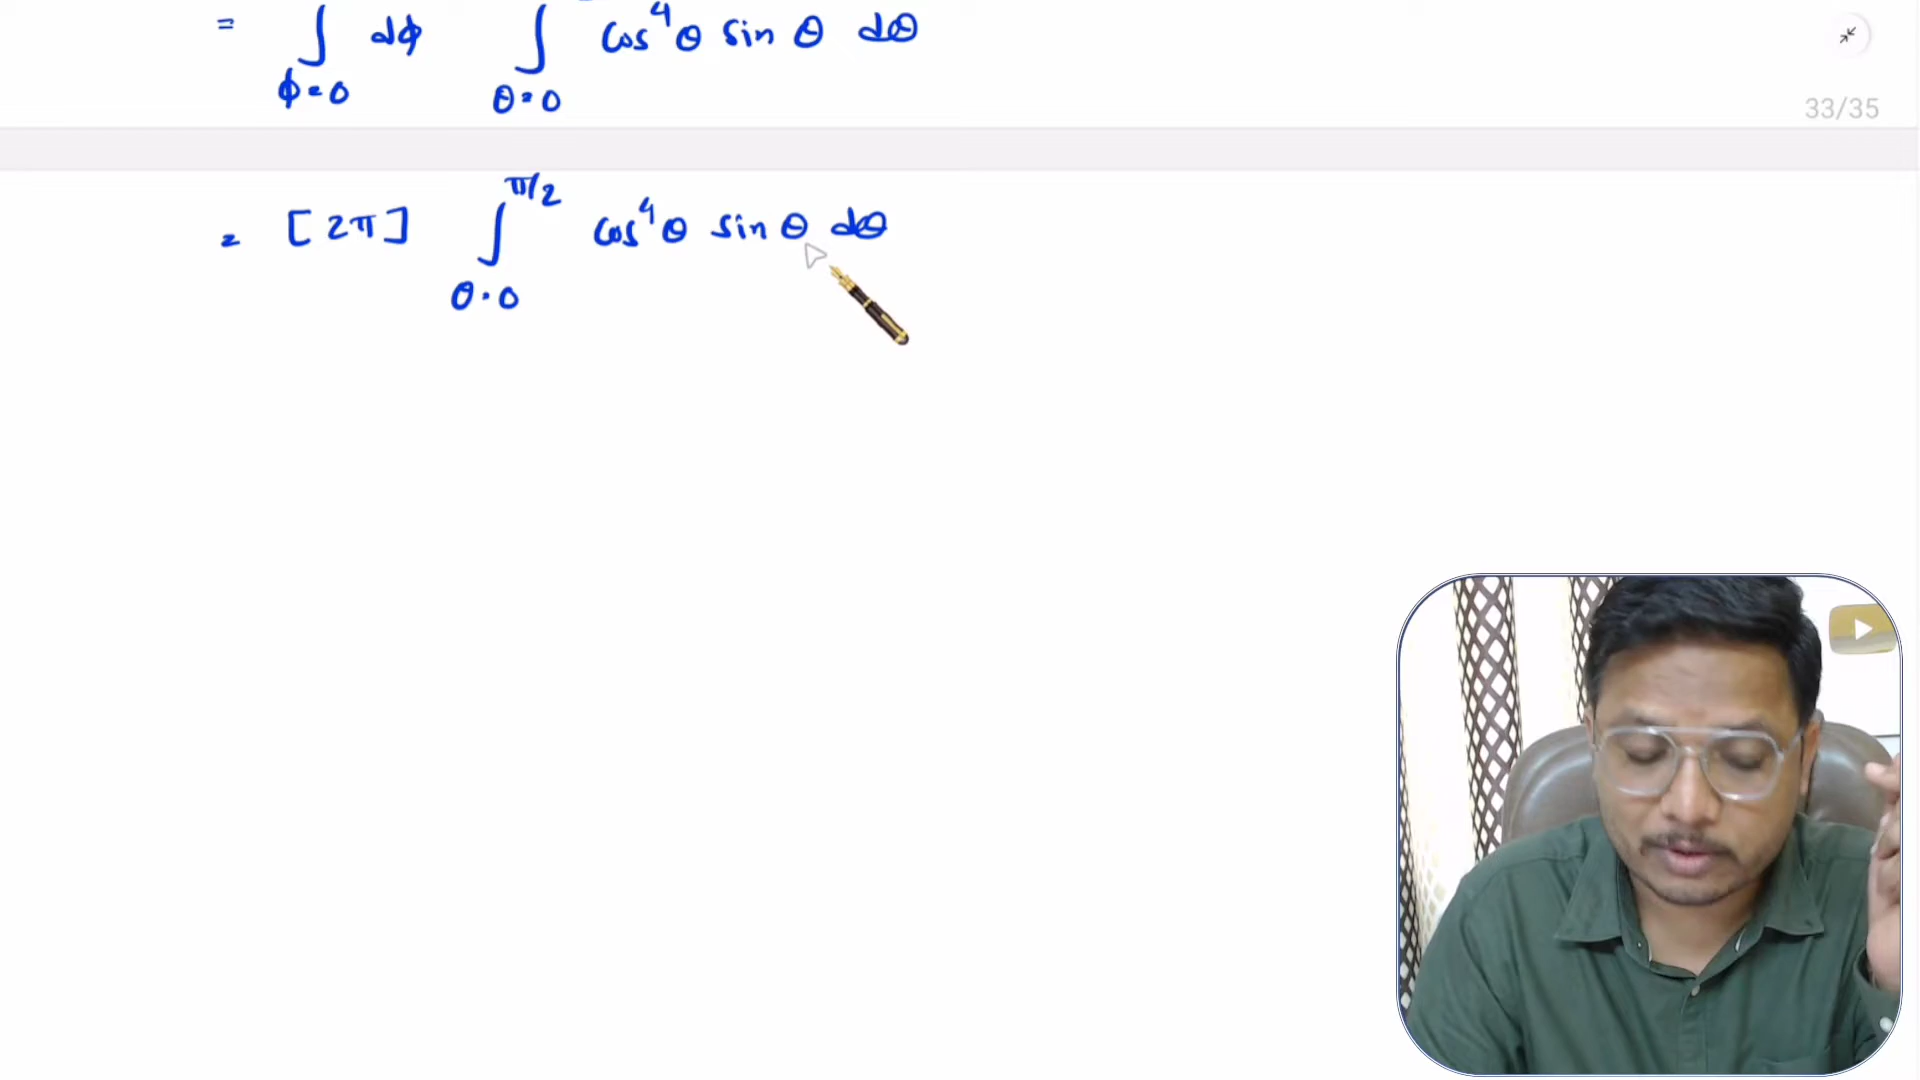 = ∫ dϕ ∫ cos⁴θ sin θ dθ
ϕ=0 θ=0
33/35
= [2π] ∫ π/2 cos⁴θ sin θ dθ
θ=0